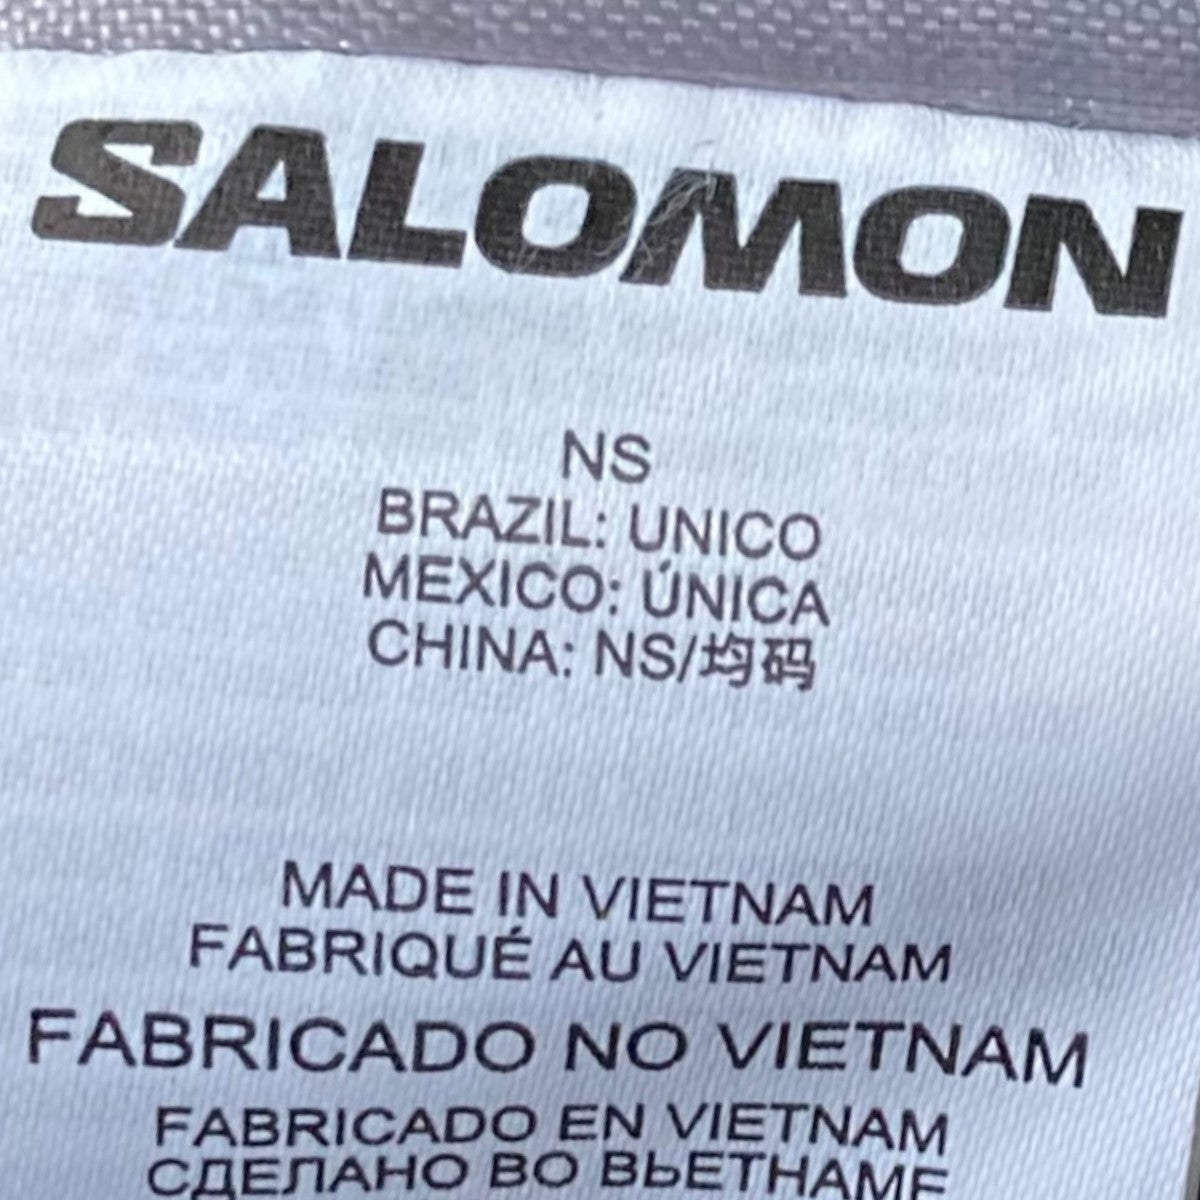 SALOMON
NS
BRAZIL: UNICO
MEXICO: ÚNICA
CHINA: NS/均码
MADE IN VIETNAM
FABRIQUÉ AU VIETNAM
FABRICADO NO VIETNAM
FABRICADO EN VIETNAM
СДЕЛАНО ВО ВЬЕТНАМЕ